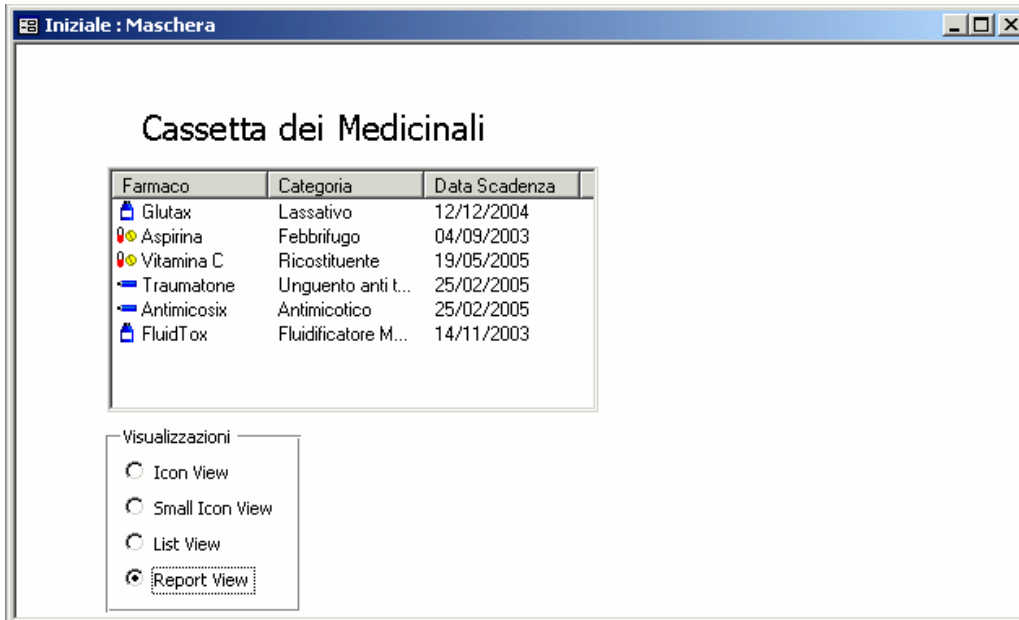 Iniziale : Maschera
Cassetta dei Medicinali
Farmaco Categoria Data Scadenza
Glutax Lassativo 12/12/2004
Aspirina Febbrifugo 04/09/2003
Vitamina C Ricostituente 19/05/2005
Traumatone Unguento anti t... 25/02/2005
Antimicosix Antimicotico 25/02/2005
FluidTox Fluidificatore M... 14/11/2003
Visualizzazioni
Icon View
Small Icon View
List View
Report View